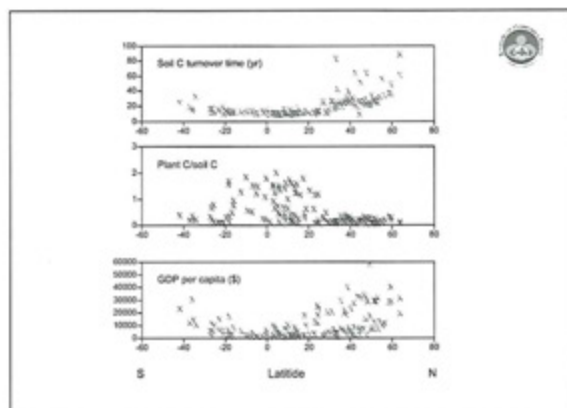 Soil C turnover time (yr)
100
80
60
40
20
0
-60 -40 -20 0 20 40 60 80
Plant C/soil C
3
2
1
0
-60 -40 -20 0 20 40 60 80
GDP per capita ($)
60000
50000
40000
30000
20000
10000
0
-60 -40 -20 0 20 40 60 80
S Latitide N